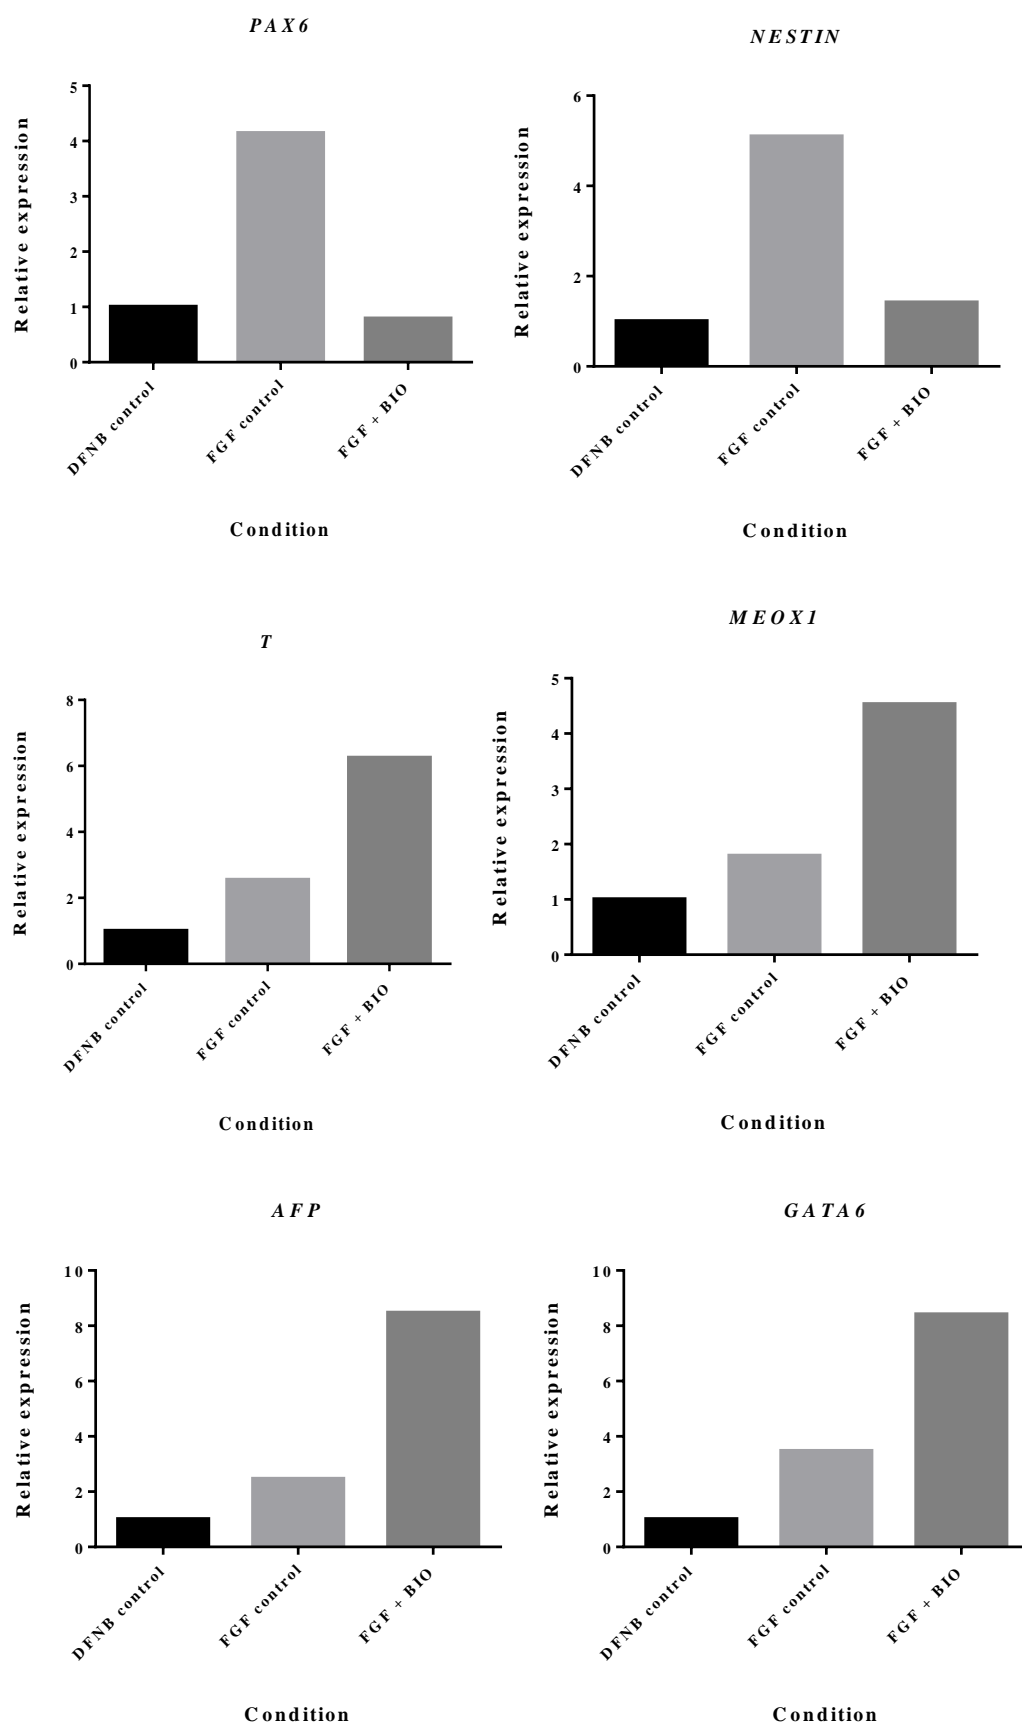 PAX6
5
4
3
2
1
0
Relative expression
DFNB control
FGF control
FGF + BIO
Condition
NESTIN
6
4
2
0
Relative expression
DFNB control
FGF control
FGF + BIO
Condition
T
8
6
4
2
0
Relative expression
DFNB control
FGF control
FGF + BIO
Condition
MEOX1
5
4
3
2
1
0
Relative expression
DFNB control
FGF control
FGF + BIO
Condition
AFP
10
8
6
4
2
0
Relative expression
DFNB control
FGF control
FGF + BIO
Condition
GATA6
10
8
6
4
2
0
Relative expression
DFNB control
FGF control
FGF + BIO
Condition